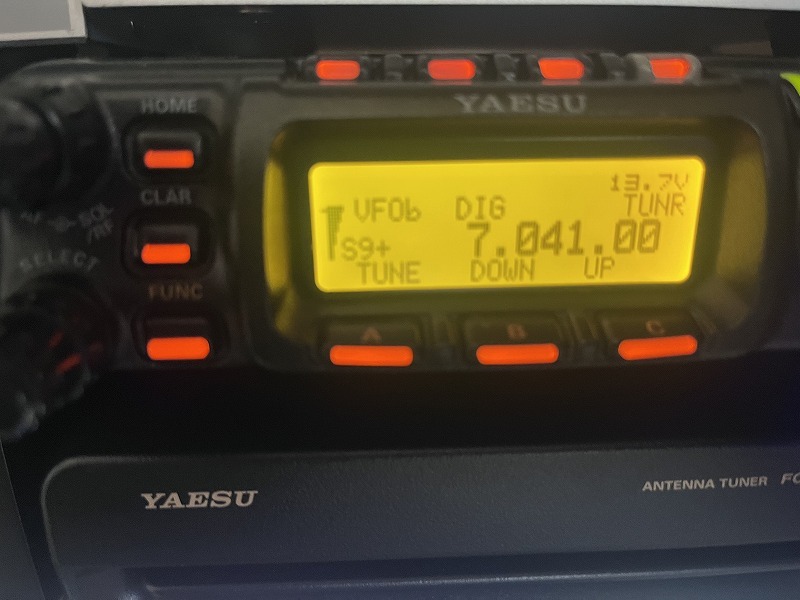 YAESU
HOME
CLAR
SELECT
FUNC
13.7V
VFOb DIG TUNR
7.041.00
S9+
TUNE DOWN UP
A B C
YAESU
ANTENNA TUNER